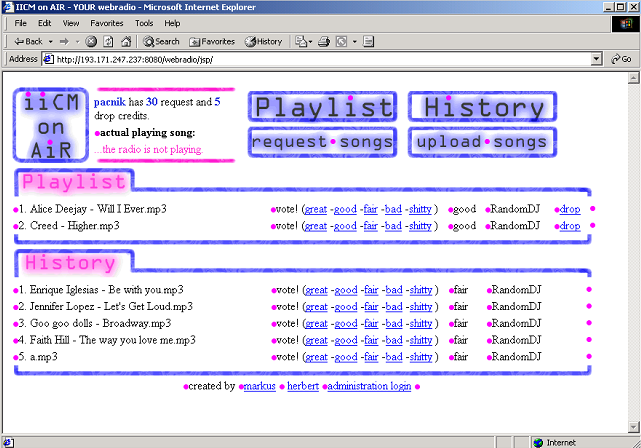 IICM on AIR - YOUR webradio - Microsoft Internet Explorer
File Edit View Favorites Tools Help
Back Search Favorites History
Address http://193.171.247.237:8080/webradio/jsp/ Go
iiCM
on
AiR
pacnik has 30 request and 5
drop credits.
actual playing song:
...the radio is not playing.
Playlist History
request songs upload songs
Playlist
1. Alice Deejay - Will I Ever.mp3 vote! (great -good -fair -bad -shitty ) good RandomDJ drop
2. Creed - Higher.mp3 vote! (great -good -fair -bad -shitty ) good RandomDJ drop
History
1. Enrique Iglesias - Be with you.mp3 vote! (great -good -fair -bad -shitty ) fair RandomDJ
2. Jennifer Lopez - Let's Get Loud.mp3 vote! (great -good -fair -bad -shitty ) fair RandomDJ
3. Goo goo dolls - Broadway.mp3 vote! (great -good -fair -bad -shitty ) fair RandomDJ
4. Faith Hill - The way you love me.mp3 vote! (great -good -fair -bad -shitty ) fair RandomDJ
5. a.mp3 vote! (great -good -fair -bad -shitty ) fair RandomDJ
created by markus herbert administration login
Internet